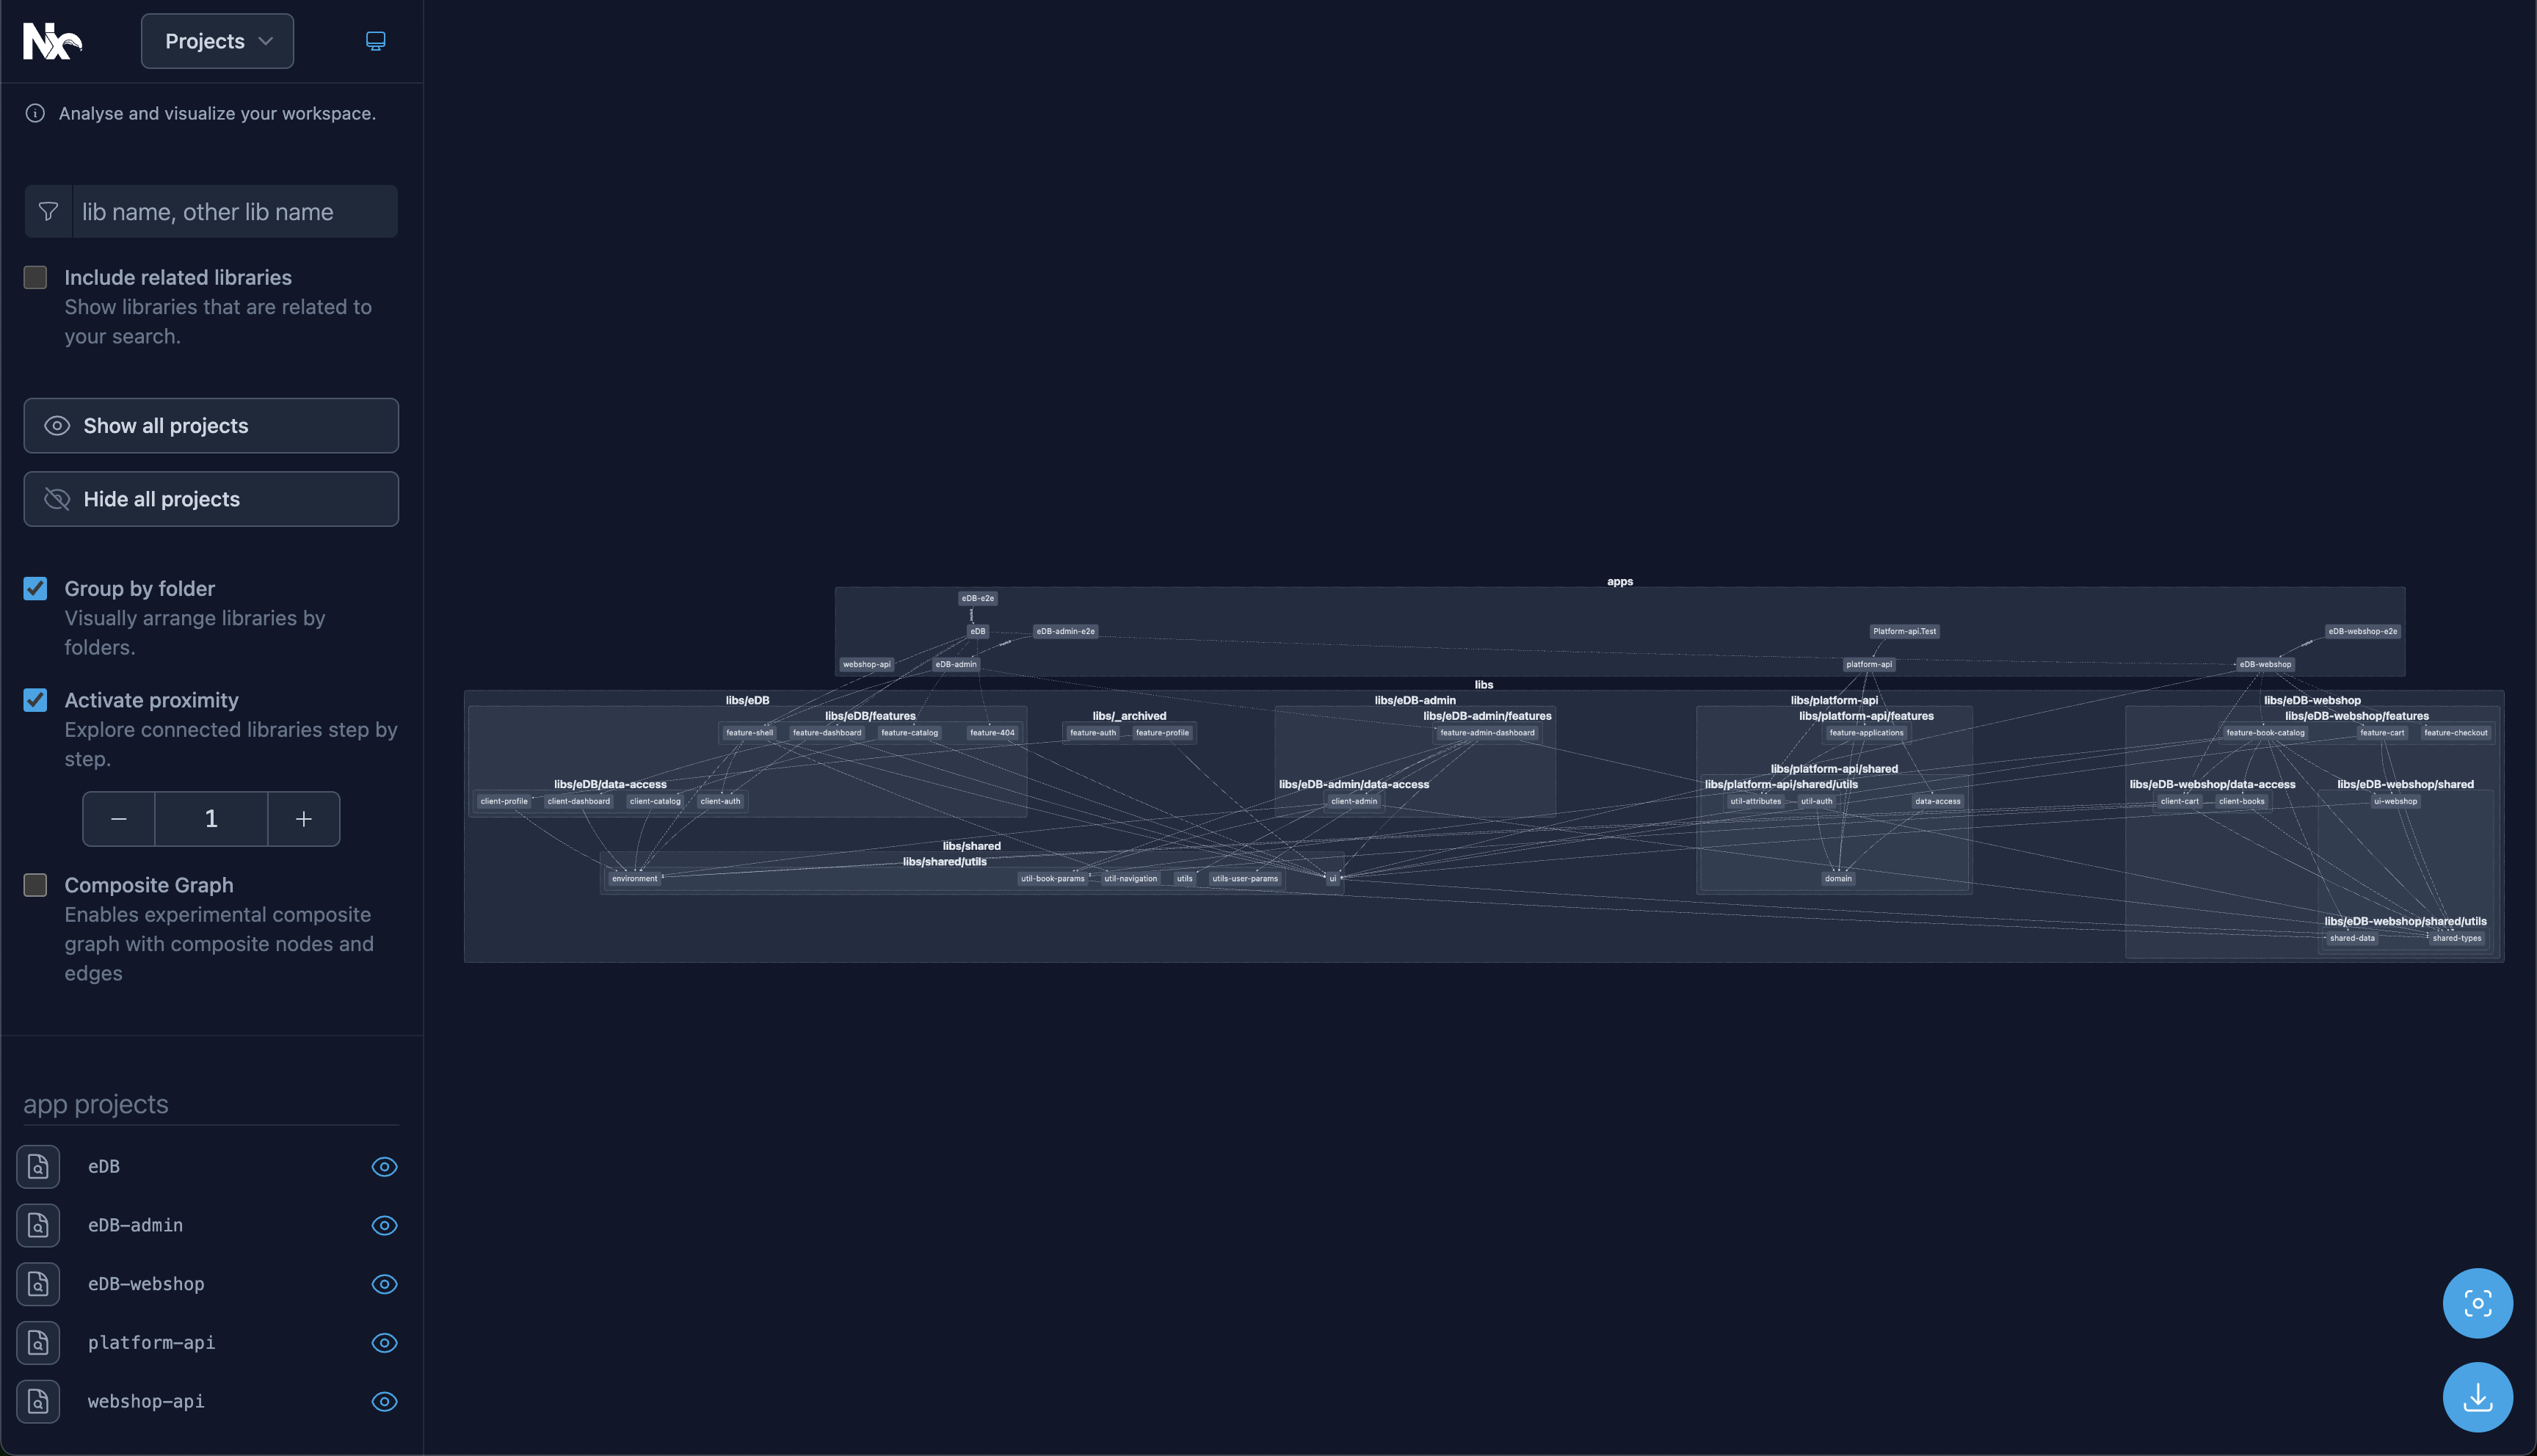 Nx
Projects
Analyse and visualize your workspace.
lib name, other lib name
Include related libraries
Show libraries that are related to
your search.
Show all projects
Hide all projects
Group by folder
Visually arrange libraries by
folders.
Activate proximity
Explore connected libraries step by
step.
1
Composite Graph
Enables experimental composite
graph with composite nodes and
edges
app projects
eDB
eDB-admin
eDB-webshop
platform-api
webshop-api
apps
eDB-e2e
eDB
eDB-admin-e2e
Platform-api.Test
eDB-webshop-e2e
webshop-api
eDB-admin
platform-api
eDB-webshop
libs
libs/eDB
libs/eDB-admin
libs/platform-api
libs/eDB-webshop
libs/eDB/features
libs/_archived
libs/eDB-admin/features
libs/platform-api/features
libs/eDB-webshop/features
feature-shell
feature-dashboard
feature-catalog
feature-404
feature-auth
feature-profile
feature-admin-dashboard
feature-applications
feature-book-catalog
feature-cart
feature-checkout
libs/platform-api/shared
libs/eDB/data-access
libs/eDB-admin/data-access
libs/platform-api/shared/utils
libs/eDB-webshop/data-access
libs/eDB-webshop/shared
client-profile
client-dashboard
client-catalog
client-auth
client-admin
util-attributes
util-auth
data-access
client-cart
client-books
ui-webshop
libs/shared
libs/shared/utils
environment
util-book-params
util-navigation
utils
utils-user-params
ui
domain
libs/eDB-webshop/shared/utils
shared-data
shared-types